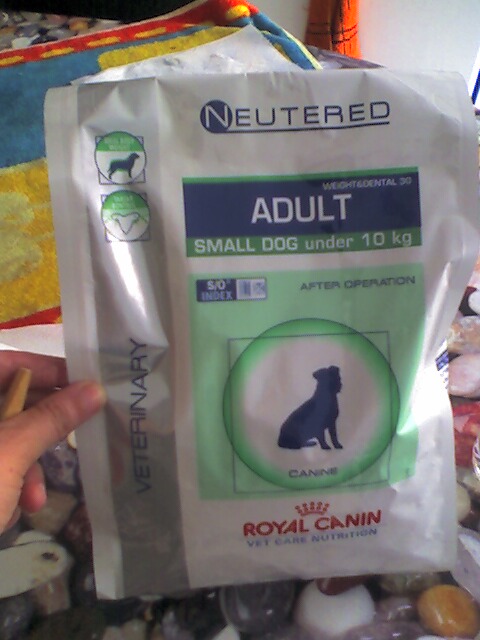 NEUTERED
WEIGHT&DENTAL 30
ADULT
SMALL DOG under 10 kg
S/O
INDEX
AFTER OPERATION
VETERINARY
CANINE
ROYAL CANIN
VET CARE NUTRITION